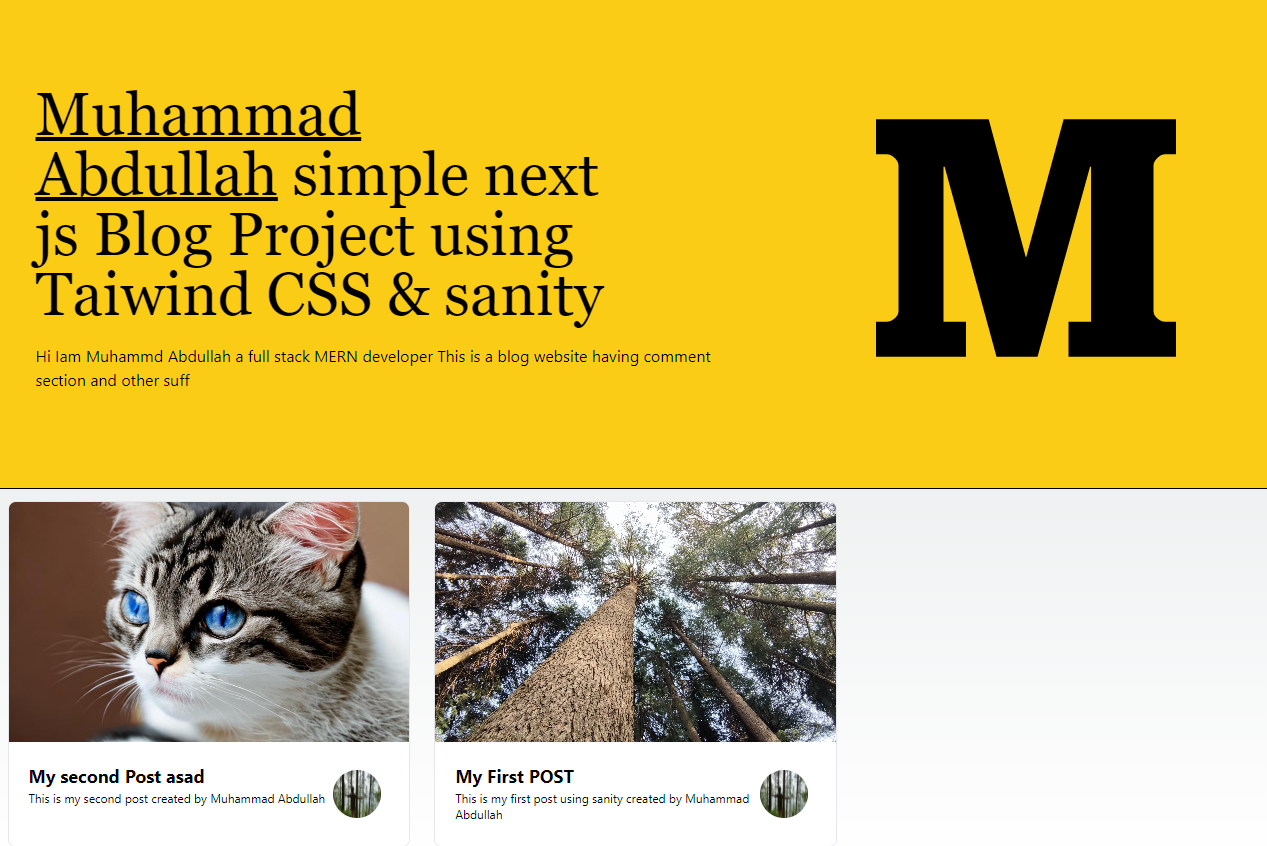 Muhammad
Abdullah simple next
js Blog Project using
Taiwind CSS & sanity
M
Hi Iam Muhammd Abdullah a full stack MERN developer This is a blog website having comment
section and other suff
My second Post asad
This is my second post created by Muhammad Abdullah
My First POST
This is my first post using sanity created by Muhammad
Abdullah